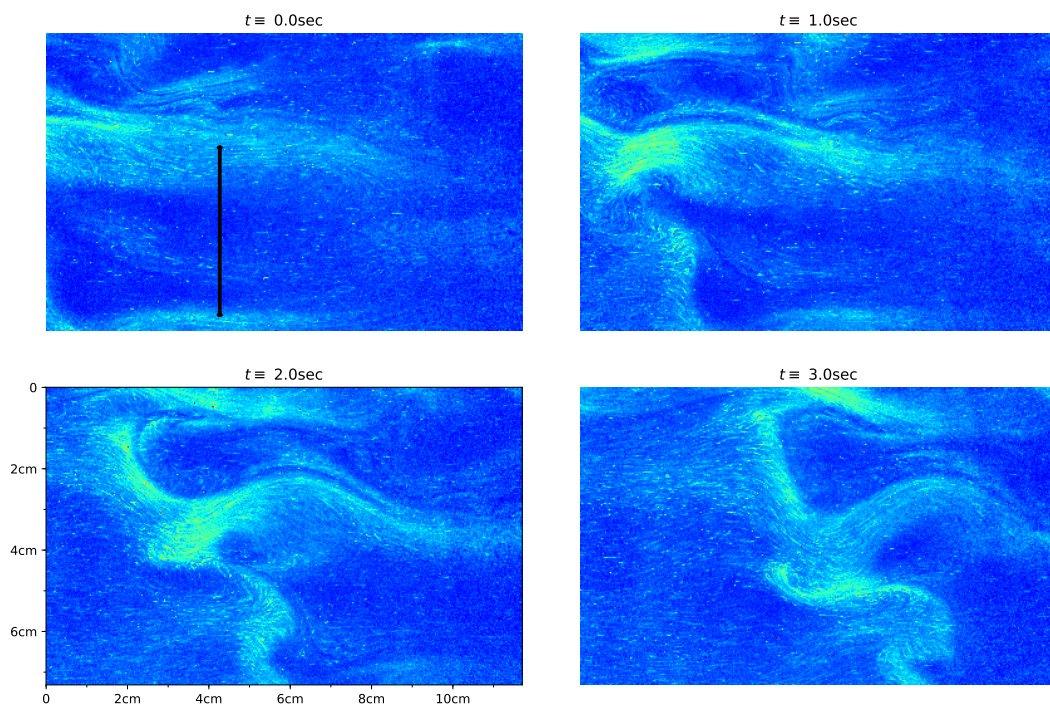 t ≡ 0.0sec
t ≡ 1.0sec
t ≡ 2.0sec
t ≡ 3.0sec
0
2cm
4cm
6cm
0
2cm
4cm
6cm
8cm
10cm